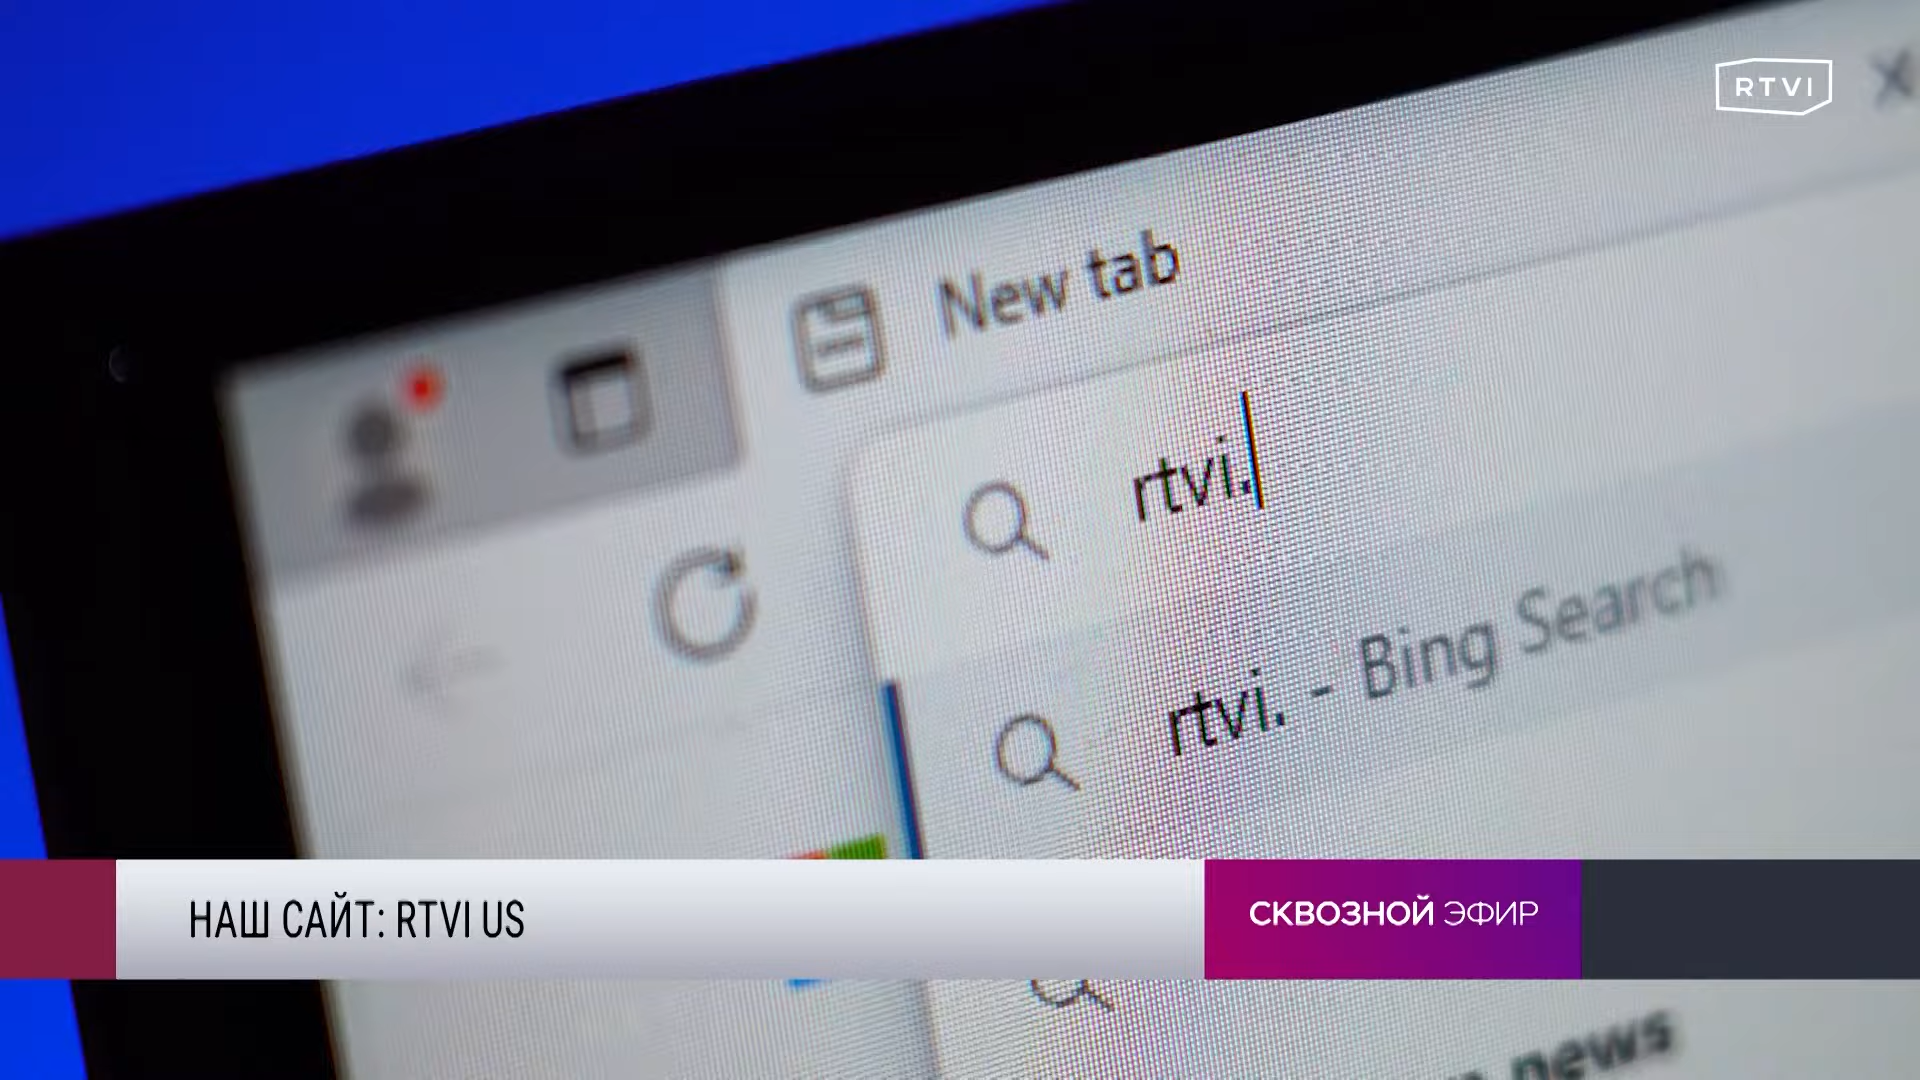 RTVI
New tab
rtvi.
rtvi. - Bing Search
НАШ САЙТ: RTVI US
СКВОЗНОЙ ЭФИР
news